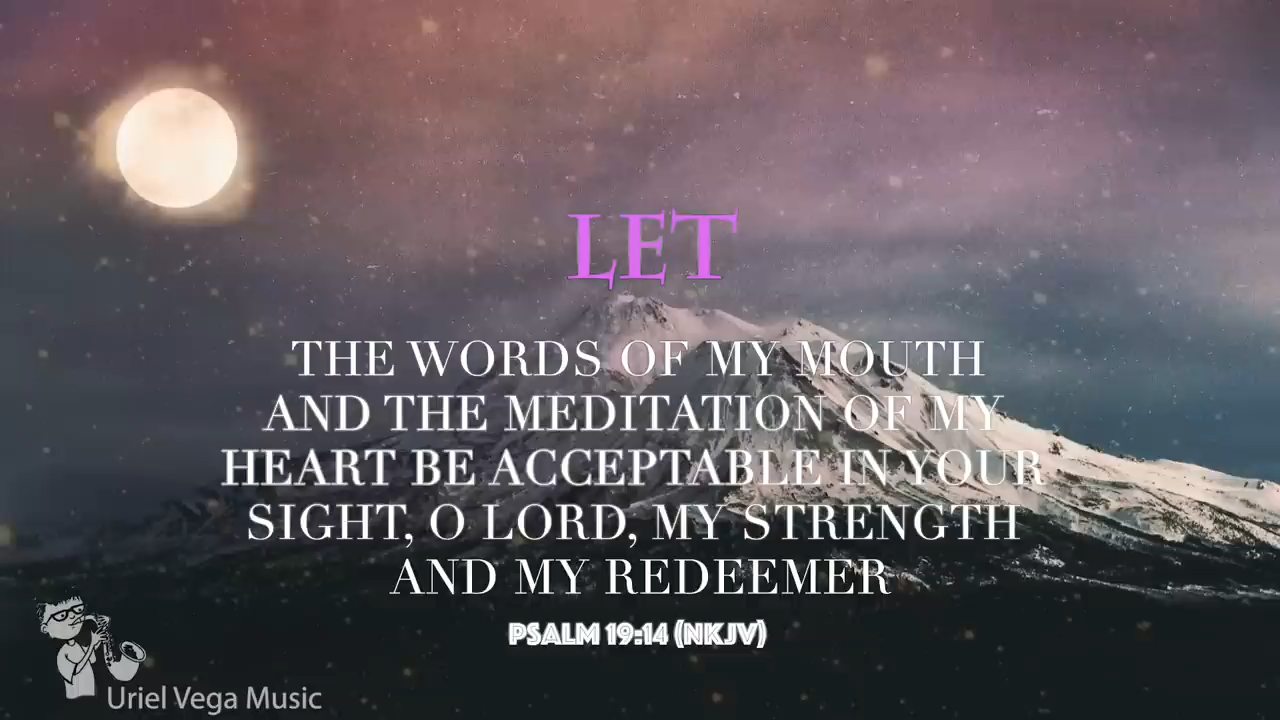 LET
THE WORDS OF MY MOUTH
AND THE MEDITATION OF MY
HEART BE ACCEPTABLE IN YOUR
SIGHT, O LORD, MY STRENGTH
AND MY REDEEMER
PSALM 19:14 (NKJV)
Uriel Vega Music